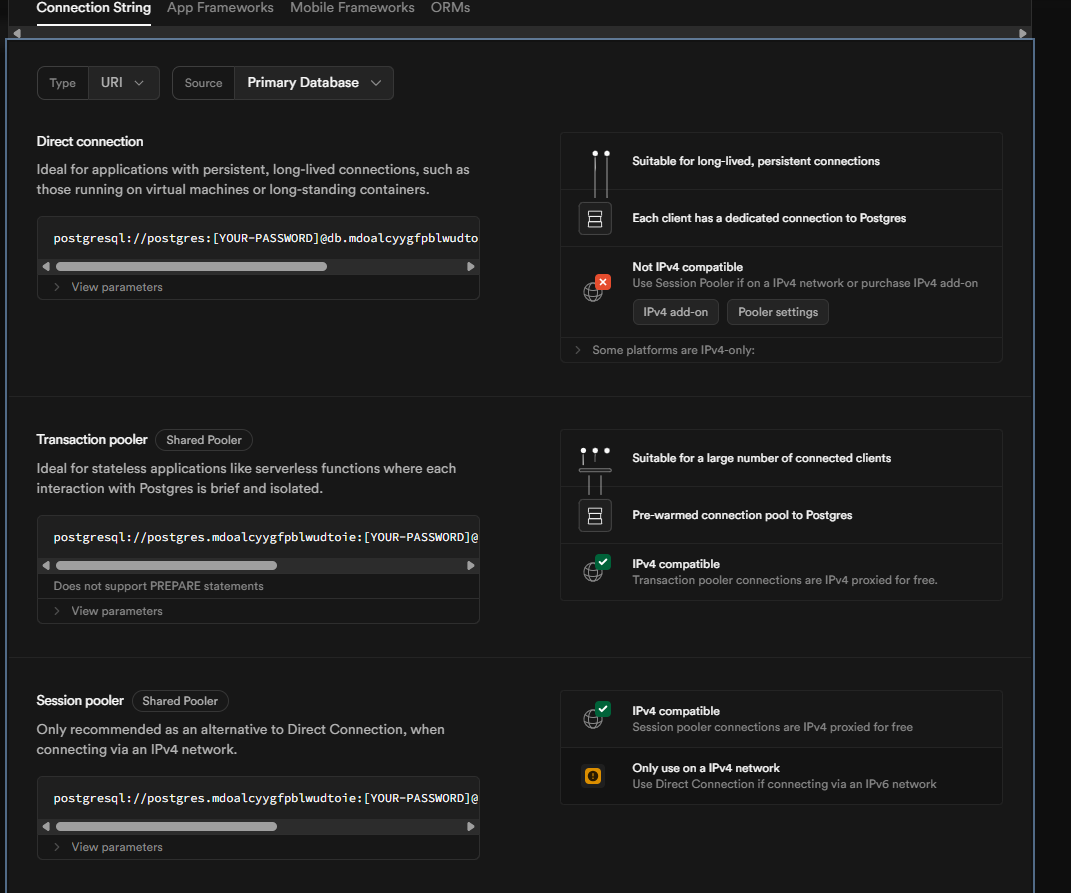 Connection String App Frameworks Mobile Frameworks ORMs
Type URI Source Primary Database
Direct connection
Ideal for applications with persistent, long-lived connections, such as
those running on virtual machines or long-standing containers.
postgresql://postgres:[YOUR-PASSWORD]@db.mdoalcyygfpblwudto
View parameters
Suitable for long-lived, persistent connections
Each client has a dedicated connection to Postgres
Not IPv4 compatible
Use Session Pooler if on a IPv4 network or purchase IPv4 add-on
IPv4 add-on Pooler settings
Some platforms are IPv4-only:
Transaction pooler Shared Pooler
Ideal for stateless applications like serverless functions where each
interaction with Postgres is brief and isolated.
postgresql://postgres.mdoalcyygfpblwudtoie:[YOUR-PASSWORD]@
Does not support PREPARE statements
View parameters
Suitable for a large number of connected clients
Pre-warmed connection pool to Postgres
IPv4 compatible
Transaction pooler connections are IPv4 proxied for free.
Session pooler Shared Pooler
Only recommended as an alternative to Direct Connection, when
connecting via an IPv4 network.
postgresql://postgres.mdoalcyygfpblwudtoie:[YOUR-PASSWORD]@
View parameters
IPv4 compatible
Session pooler connections are IPv4 proxied for free
Only use on a IPv4 network
Use Direct Connection if connecting via an IPv6 network